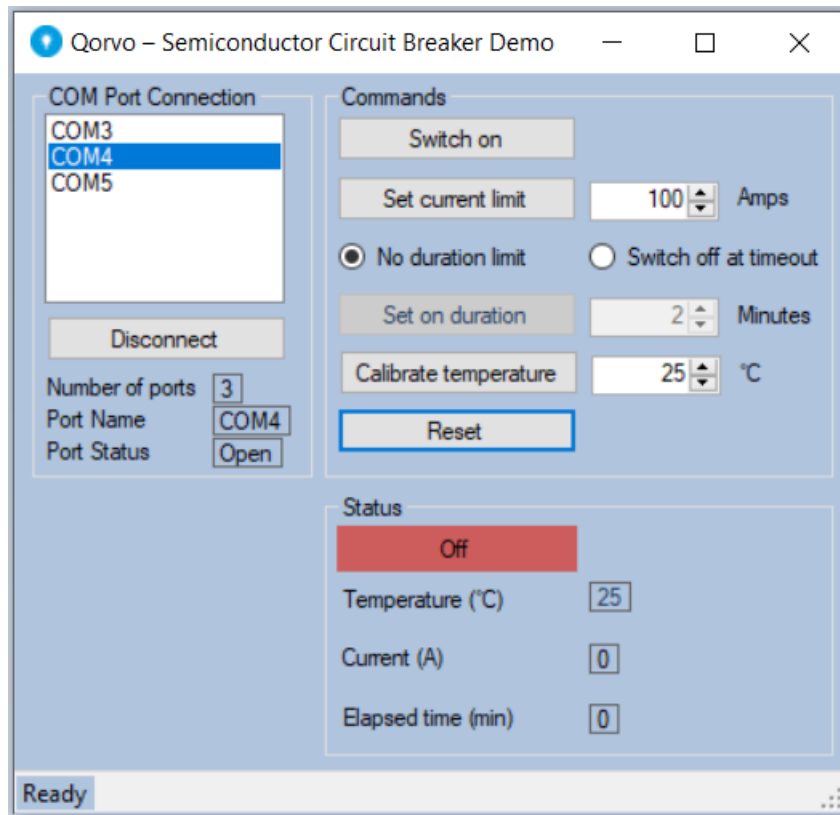 Qorvo – Semiconductor Circuit Breaker Demo
COM Port Connection
COM3
COM4
COM5
Disconnect
Number of ports 3
Port Name COM4
Port Status Open
Commands
Switch on
Set current limit 100 Amps
No duration limit Switch off at timeout
Set on duration 2 Minutes
Calibrate temperature 25 °C
Reset
Status
Off
Temperature (°C) 25
Current (A) 0
Elapsed time (min) 0
Ready